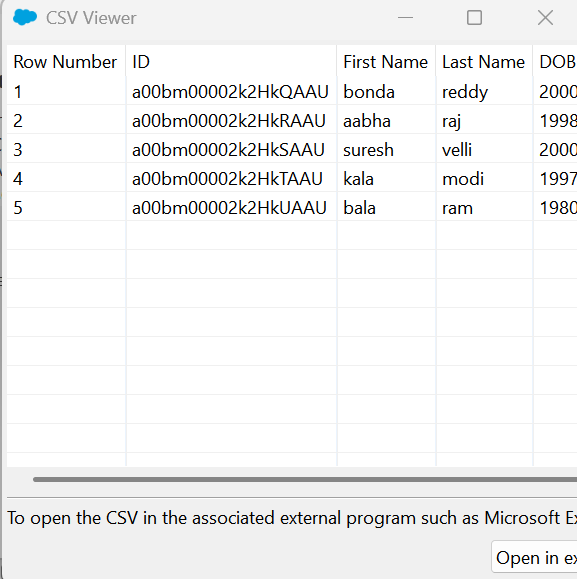 CSV Viewer
Row Number ID First Name Last Name DOB
1 a00bm00002k2HkQAAU bonda reddy 2000
2 a00bm00002k2HkRAAU aabha raj 1998
3 a00bm00002k2HkSAAU suresh velli 2000
4 a00bm00002k2HkTAAU kala modi 1997
5 a00bm00002k2HkUAAU bala ram 1980
To open the CSV in the associated external program such as Microsoft Ex
Open in ex